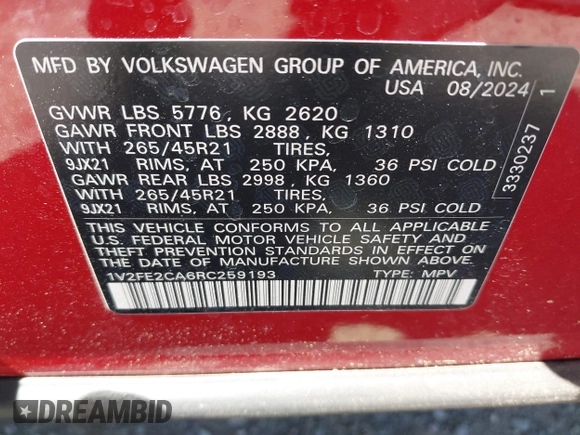 MFD BY VOLKSWAGEN GROUP OF AMERICA, INC.
USA 08/2024
GVWR LBS 5776, KG 2620
GAWR FRONT LBS 2888, KG 1310
WITH 265/45R21 TIRES,
9JX21 RIMS, AT 250 KPA, 36 PSI COLD
GAWR REAR LBS 2998, KG 1360
WITH 265/45R21 TIRES,
9JX21 RIMS, AT 250 KPA, 36 PSI COLD
THIS VEHICLE CONFORMS TO ALL APPLICABLE
U.S. FEDERAL MOTOR VEHICLE SAFETY AND
THEFT PREVENTION STANDARDS IN EFFECT ON
THE DATE OF MANUFACTURE SHOWN ABOVE.
1V2FE2CA6RC259193 TYPE: MPV
3330237 1
DREAMBID